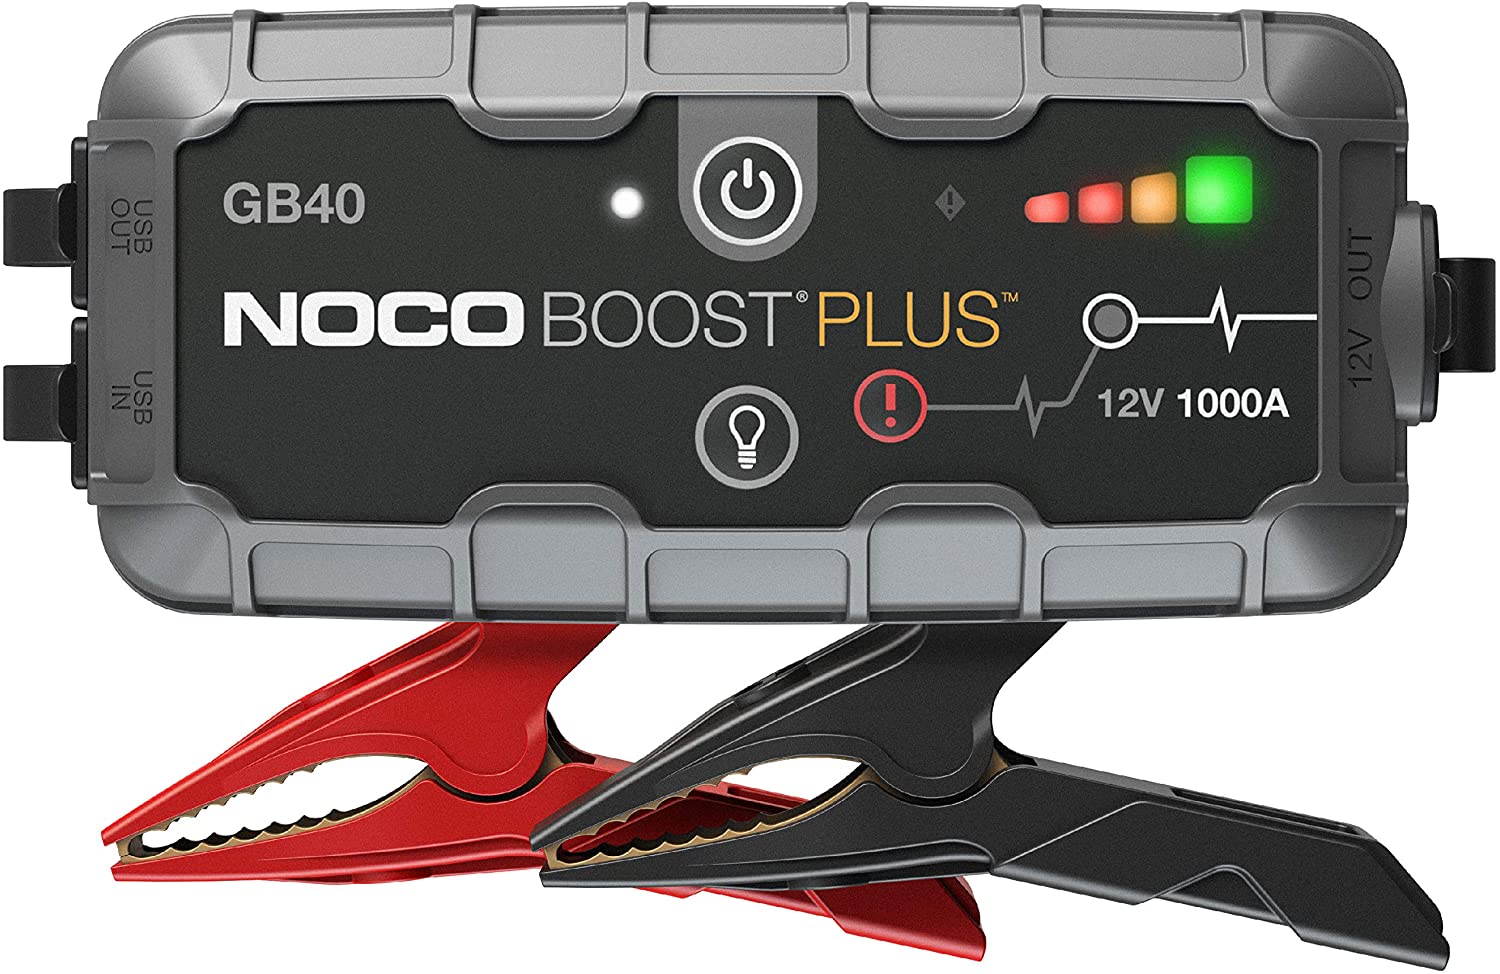 GB40
NOCO BOOST® PLUS™
12V 1000A
USB OUT
USB IN
12V OUT